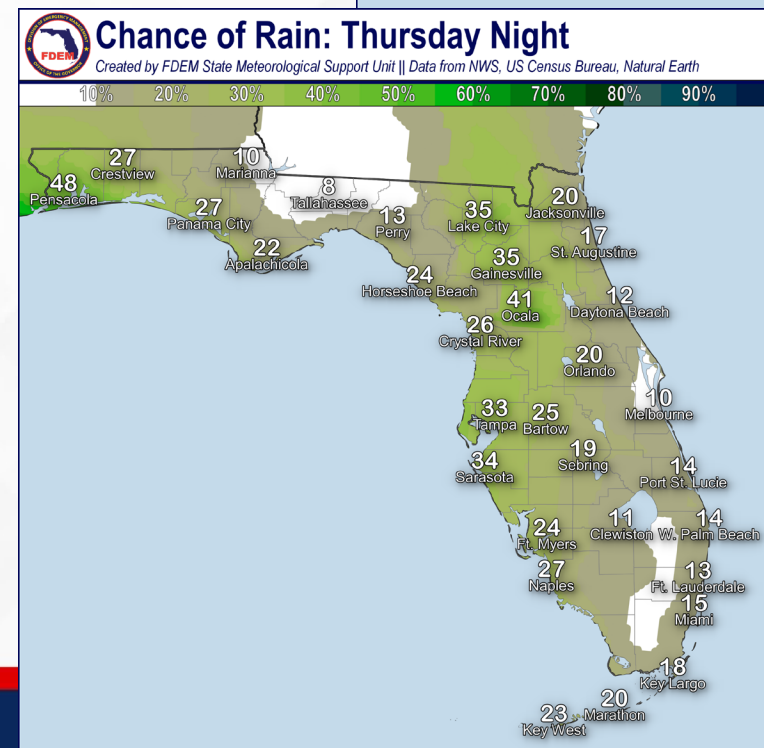 Chance of Rain: Thursday Night
Created by FDEM State Meteorological Support Unit || Data from NWS, US Census Bureau, Natural Earth
FDEM
10% 20% 30% 40% 50% 60% 70% 80% 90%
27
Crestview
10
Marianna
48
Pensacola
8
Tallahassee
27
Panama City
13
Perry
35
Lake City
20
Jacksonville
22
Apalachicola
17
St. Augustine
24
Horseshoe Beach
35
Gainesville
41
Ocala
12
Daytona Beach
26
Crystal River
20
Orlando
10
Melbourne
33
Tampa
25
Bartow
34
Sarasota
19
Sebring
14
Port St. Lucie
24
Ft. Myers
11
Clewiston
14
W. Palm Beach
27
Naples
13
Ft. Lauderdale
15
Miami
18
Key Largo
20
Marathon
23
Key West